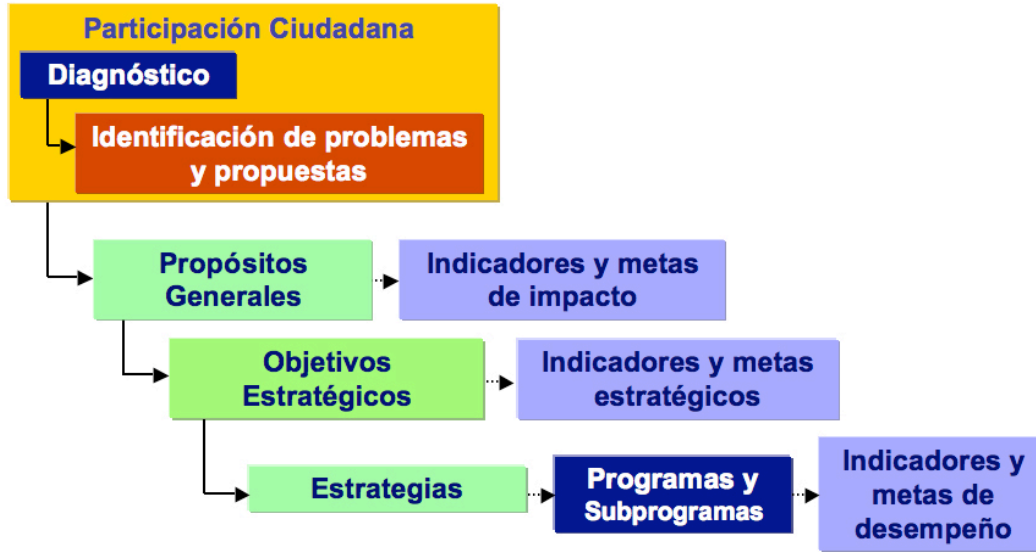 Participación Ciudadana
Diagnóstico
Identificación de problemas
y propuestas
Propósitos
Generales
Indicadores y metas
de impacto
Objetivos
Estratégicos
Indicadores y metas
estratégicos
Estrategias
Programas y
Subprogramas
Indicadores y
metas de
desempeño